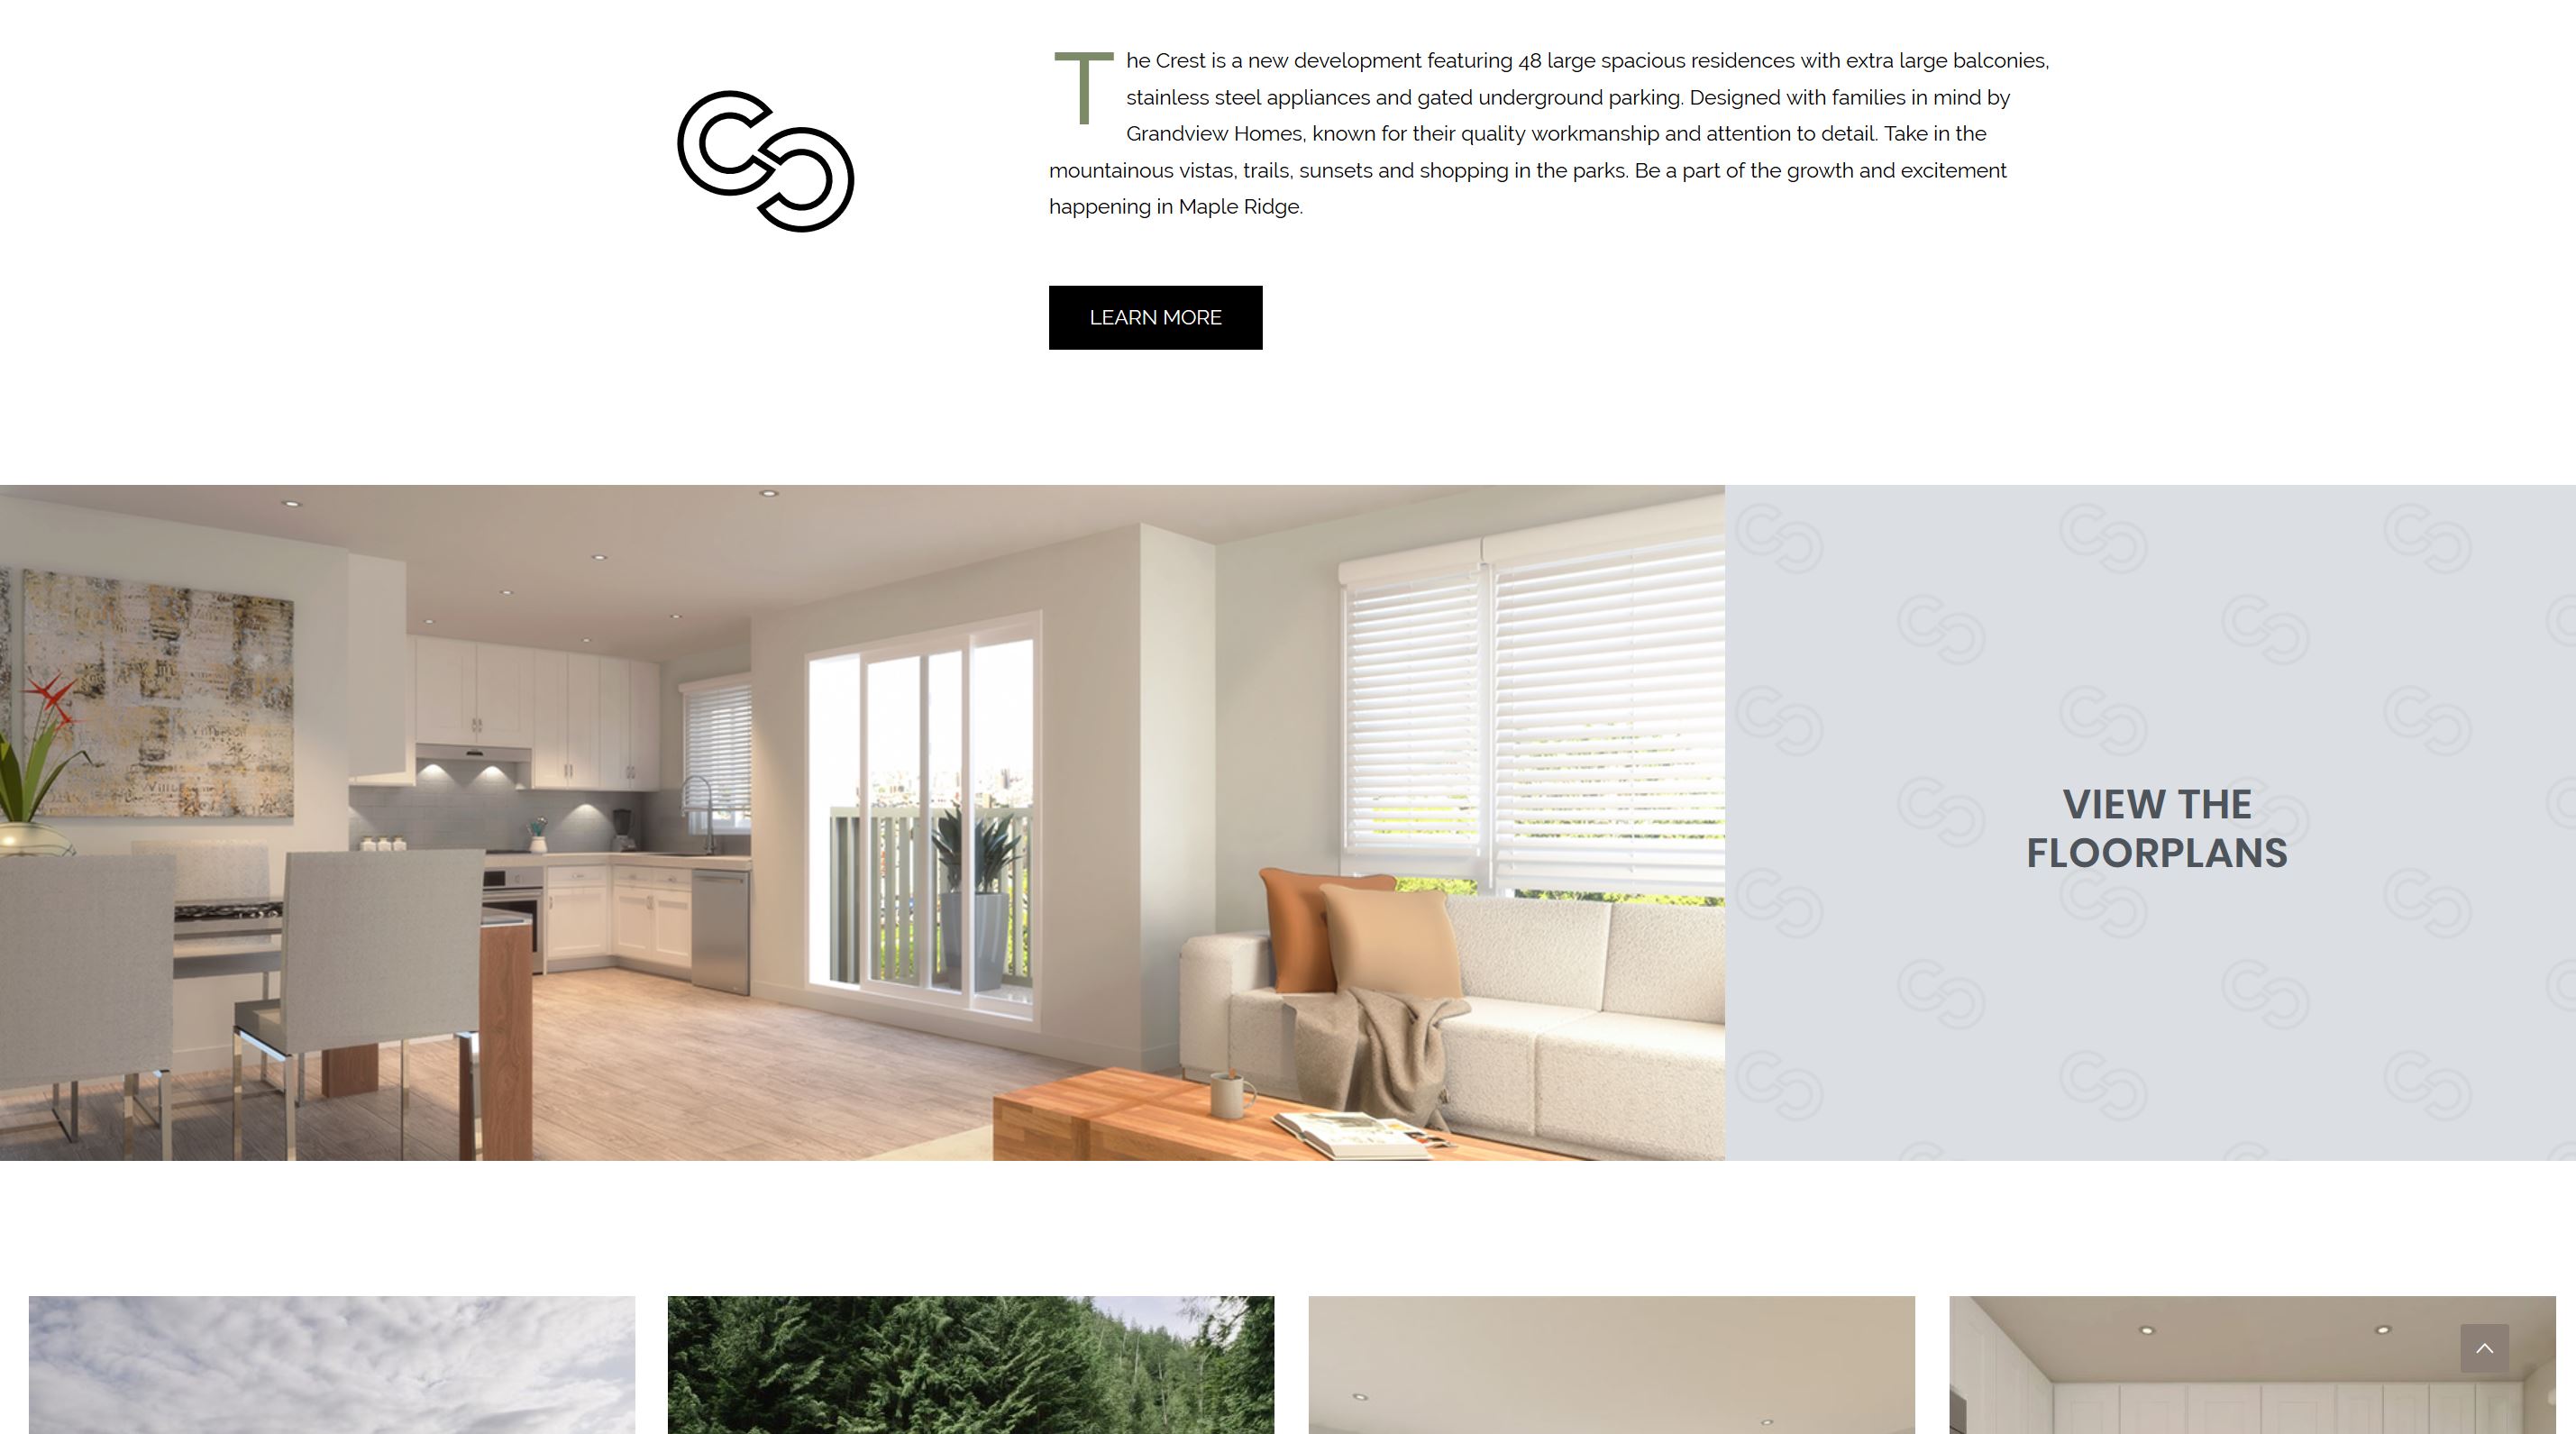 The Crest is a new development featuring 48 large spacious residences with extra large balconies,
stainless steel appliances and gated underground parking. Designed with families in mind by
Grandview Homes, known for their quality workmanship and attention to detail. Take in the
mountainous vistas, trails, sunsets and shopping in the parks. Be a part of the growth and excitement
happening in Maple Ridge.
LEARN MORE
VIEW THE
FLOORPLANS